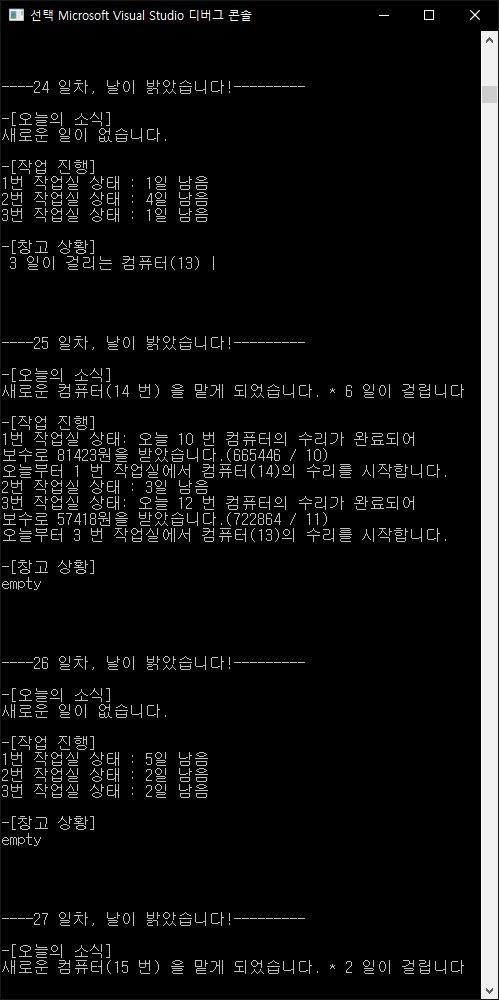 선택 Microsoft Visual Studio 디버그 콘솔
----24 일차, 날이 밝았습니다!---------
-[오늘의 소식]
새로운 일이 없습니다.
-[작업 진행]
1번 작업실 상태 : 1일 남음
2번 작업실 상태 : 4일 남음
3번 작업실 상태 : 1일 남음
-[창고 상황]
3 일이 걸리는 컴퓨터(13) |
----25 일차, 날이 밝았습니다!---------
-[오늘의 소식]
새로운 컴퓨터(14 번) 을 맡게 되었습니다. * 6 일이 걸립니다
-[작업 진행]
1번 작업실 상태: 오늘 10 번 컴퓨터의 수리가 완료되어
보수로 81423원을 받았습니다.(665446 / 10)
오늘부터 1 번 작업실에서 컴퓨터(14)의 수리를 시작합니다.
2번 작업실 상태 : 3일 남음
3번 작업실 상태: 오늘 12 번 컴퓨터의 수리가 완료되어
보수로 57418원을 받았습니다.(722864 / 11)
오늘부터 3 번 작업실에서 컴퓨터(13)의 수리를 시작합니다.
-[창고 상황]
empty
----26 일차, 날이 밝았습니다!---------
-[오늘의 소식]
새로운 일이 없습니다.
-[작업 진행]
1번 작업실 상태 : 5일 남음
2번 작업실 상태 : 2일 남음
3번 작업실 상태 : 2일 남음
-[창고 상황]
empty
----27 일차, 날이 밝았습니다!---------
-[오늘의 소식]
새로운 컴퓨터(15 번) 을 맡게 되었습니다. * 2 일이 걸립니다